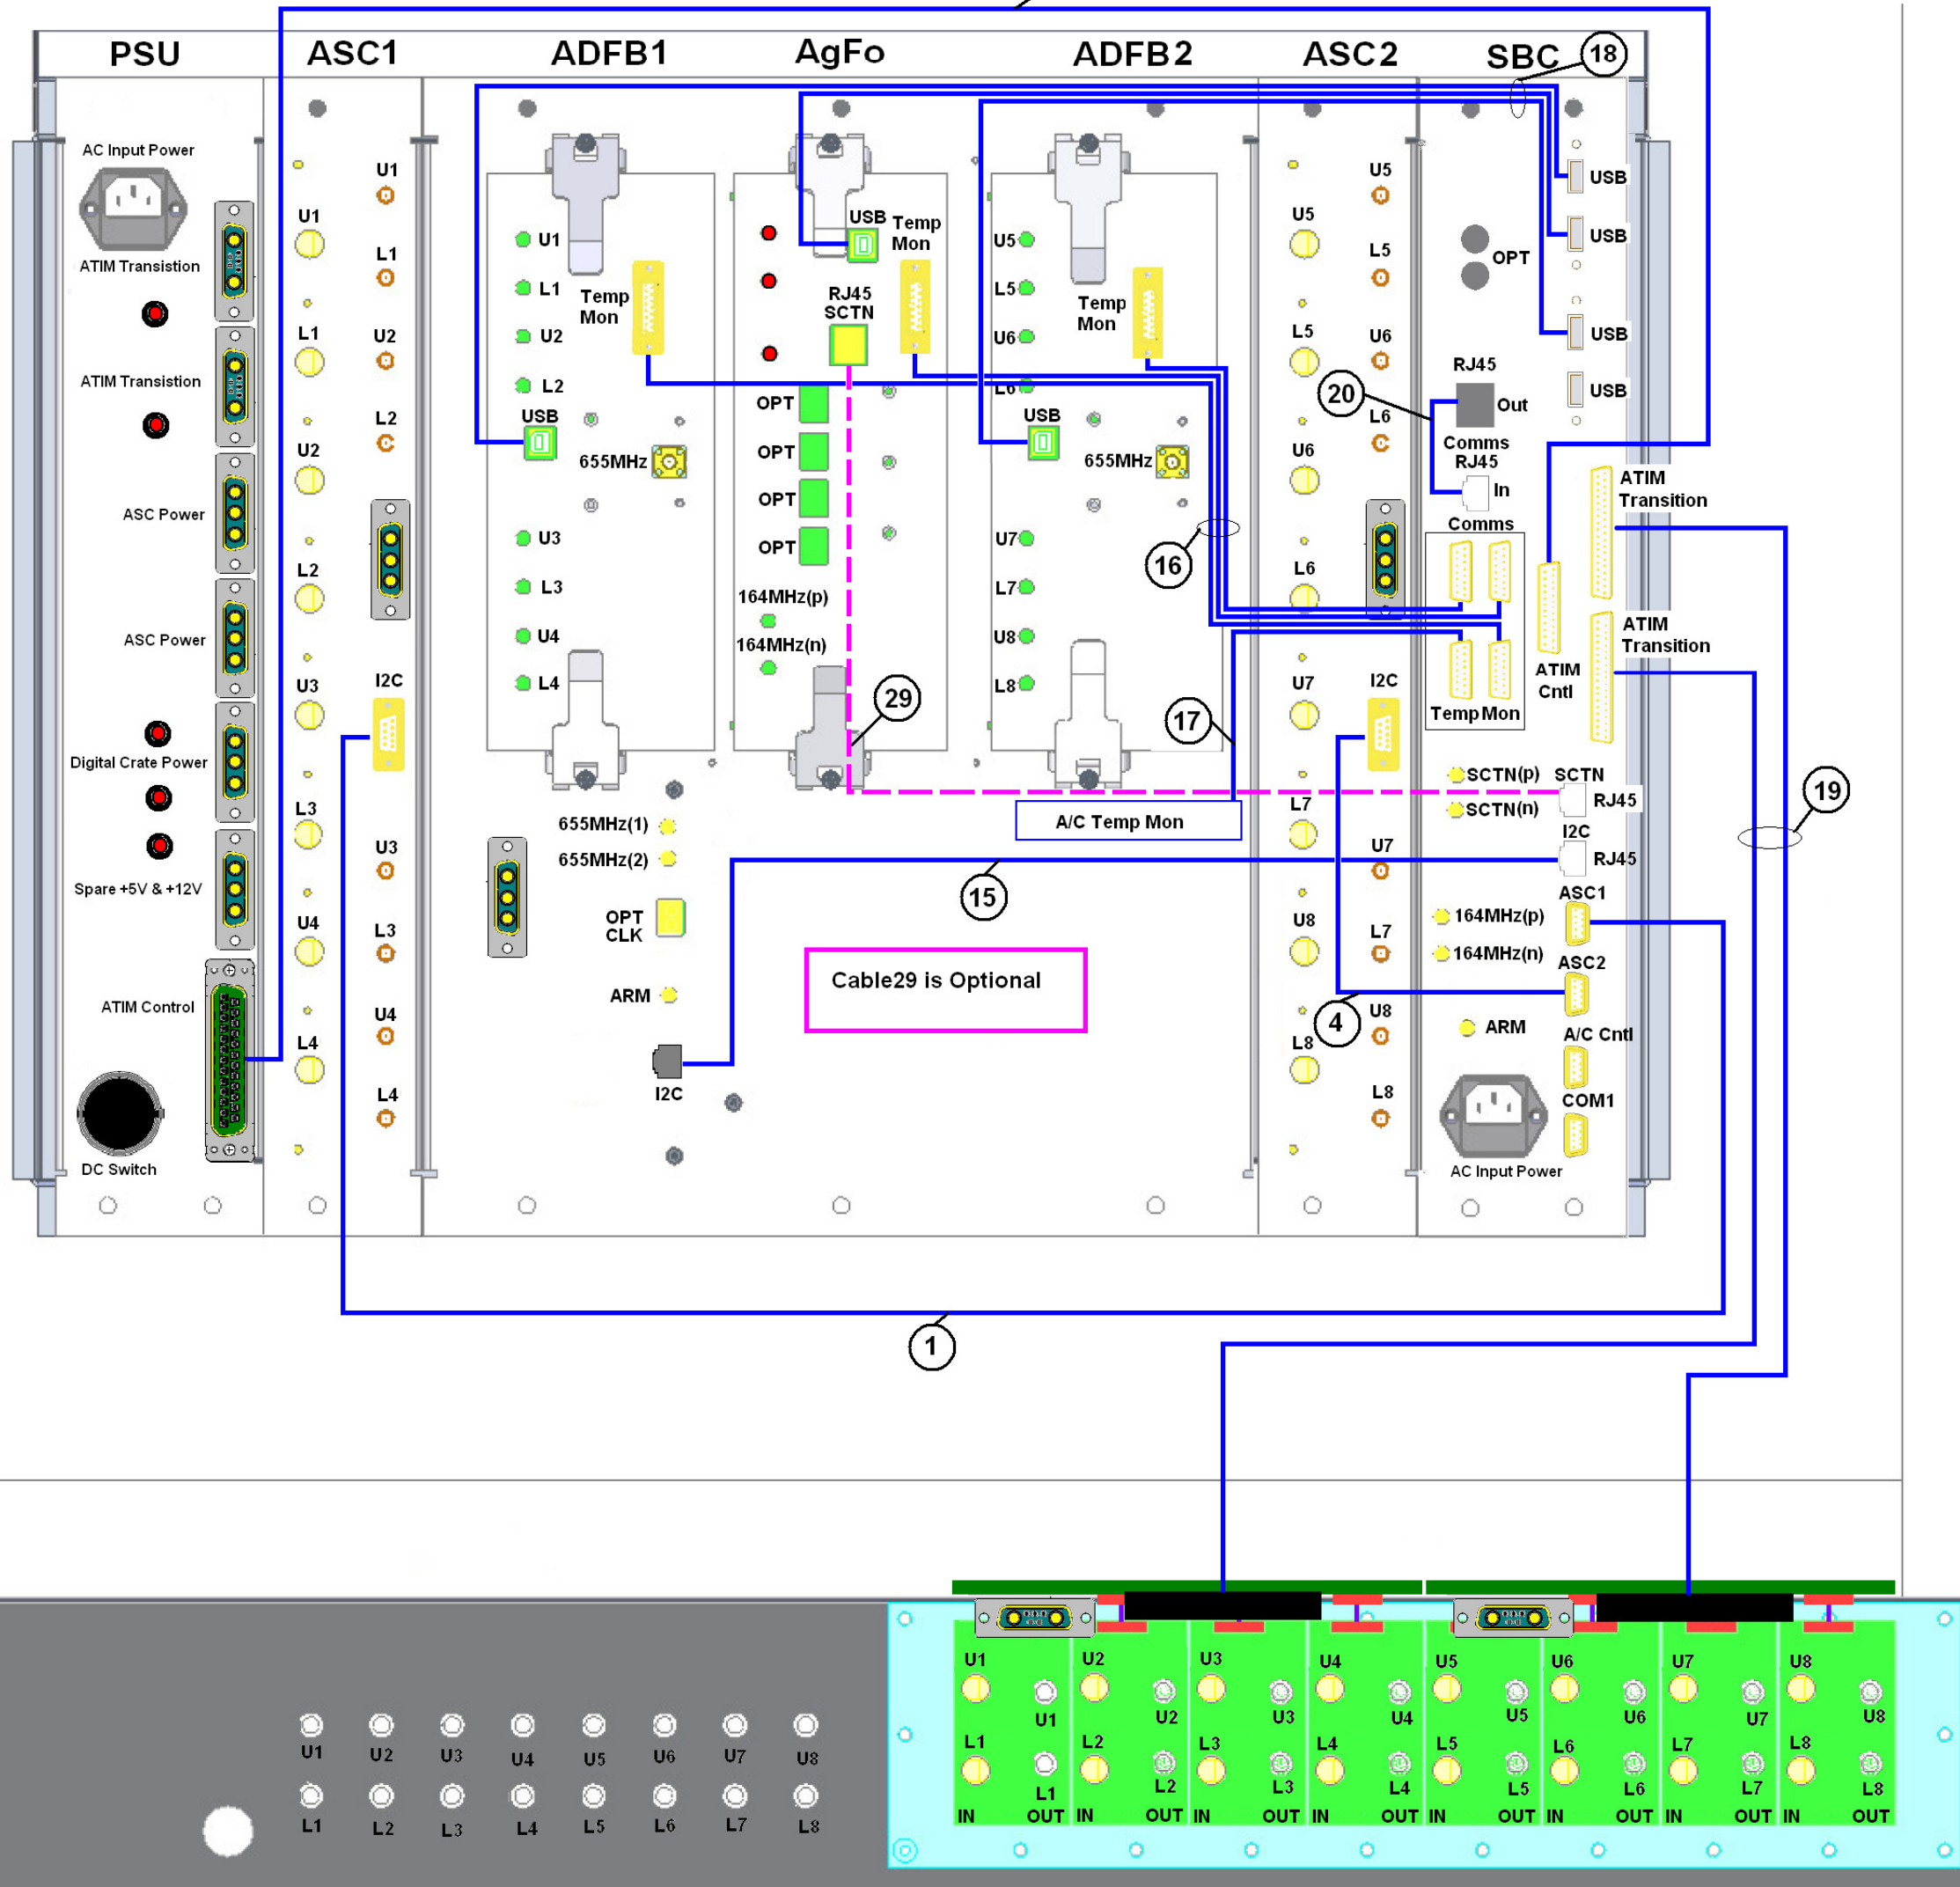 PSU
ASC1
ADFB1
AgFo
ADFB2
ASC2
SBC
18
AC Input Power
ATIM Transistion
ATIM Transistion
ASC Power
ASC Power
Digital Crate Power
Spare +5V & +12V
ATIM Control
DC Switch
U1
L1
U2
L2
U3
L3
U4
L4
U1
L1
U2
L2
I2C
U3
L3
U4
L4
U1
L1
U2
L2
USB
U3
L3
U4
L4
Temp
Mon
655MHz
655MHz(1)
655MHz(2)
OPT
CLK
ARM
I2C
USB
Temp
Mon
RJ45
SCTN
OPT
OPT
OPT
OPT
164MHz(p)
164MHz(n)
29
U5
L5
U6
L6
USB
U7
L7
U8
L8
Temp
Mon
655MHz
16
17
A/C Temp Mon
15
Cable29 is Optional
U5
L5
U6
L6
U7
L7
U8
L8
U5
L5
U6
L6
I2C
U7
L7
U8
L8
20
4
USB
USB
USB
USB
OPT
RJ45
Out
Comms
RJ45
In
Comms
ATIM
Transition
ATIM
Transition
ATIM
Cntl
Temp Mon
SCTN(p)
SCTN(n)
SCTN
RJ45
I2C
RJ45
ASC1
164MHz(p)
164MHz(n)
ASC2
ARM
A/C Cntl
COM1
AC Input Power
19
1
U1 U2 U3 U4 U5 U6 U7 U8
L1 L2 L3 L4 L5 L6 L7 L8
U1 U2 U3 U4 U5 U6 U7 U8
U1 U2 U3 U4 U5 U6 U7 U8
L1 L2 L3 L4 L5 L6 L7 L8
L1 L2 L3 L4 L5 L6 L7 L8
IN OUT IN OUT IN OUT IN OUT IN OUT IN OUT IN OUT IN OUT